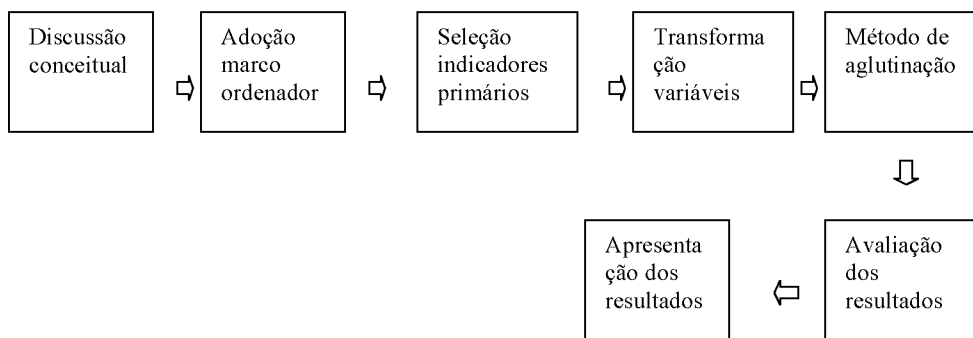 Discussão
conceitual
Adoção
marco
ordenador
Seleção
indicadores
primários
Transforma
ção
variáveis
Método de
aglutinação
Avaliação
dos
resultados
Apresenta
ção dos
resultados